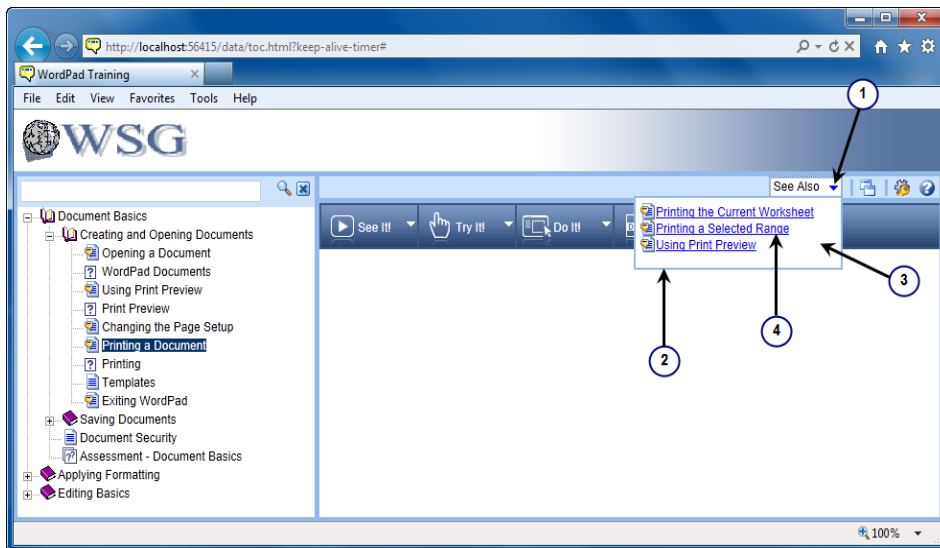 http://localhost:56415/data/toc.html?keep-alive-timer#
WordPad Training
File Edit View Favorites Tools Help
1
WSG
See Also
Document Basics
Creating and Opening Documents
Opening a Document
WordPad Documents
Using Print Preview
Print Preview
Changing the Page Setup
Printing a Document
Printing
Templates
Exiting WordPad
Saving Documents
Document Security
Assessment - Document Basics
Applying Formatting
Editing Basics
See It! Try It! Do It!
Printing the Current Worksheet
Printing a Selected Range
Using Print Preview
3
4
2
100%